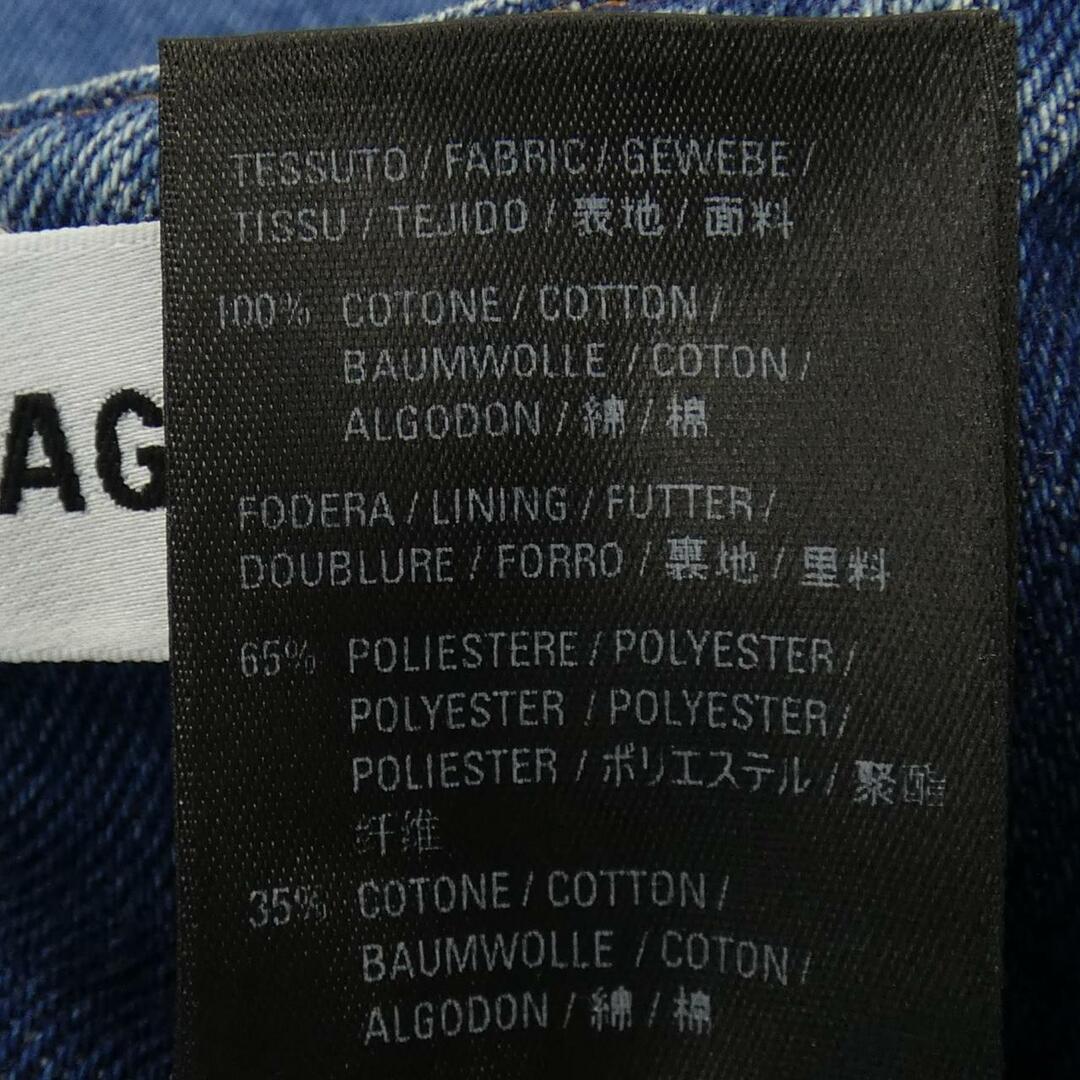 TESSUTO / FABRIC / GEWEBE /
TISSU / TEJIDO / 表地 / 面料
100% COTONE / COTTON /
BAUMWOLLE / COTON /
ALGODON / 綿 / 棉
FODERA / LINING / FUTTER /
DOUBLURE / FORRO / 裏地 / 里料
65% POLIESTERE / POLYESTER /
POLYESTER / POLYESTER /
POLIESTER / ポリエステル / 聚酯
纤维
35% COTONE / COTTON /
BAUMWOLLE / COTON /
ALGODON / 綿 / 棉
AG